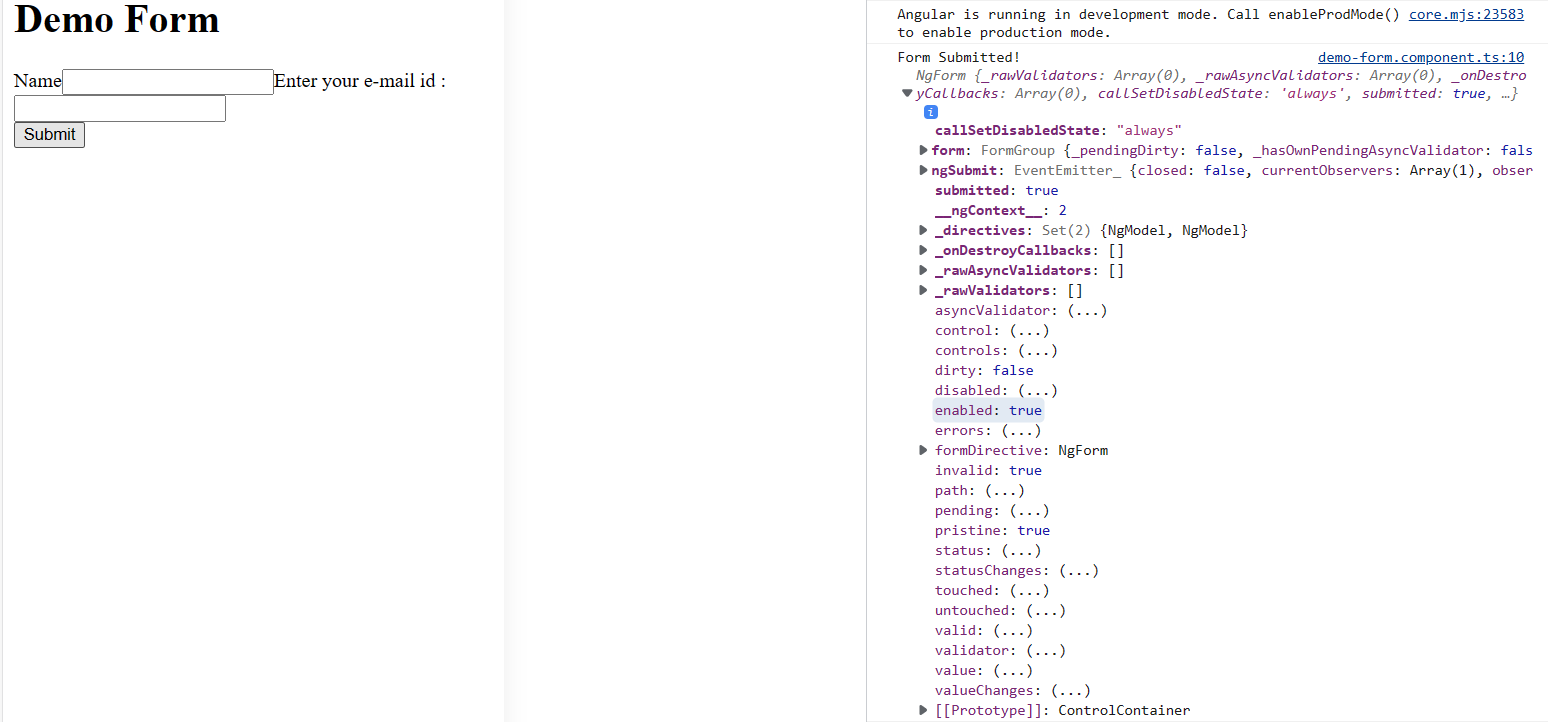 Demo Form
Name Enter your e-mail id :
Submit
Angular is running in development mode. Call enableProdMode() core.mjs:23583
to enable production mode.
Form Submitted! demo-form.component.ts:10
NgForm {_rawValidators: Array(0), _rawAsyncValidators: Array(0), _onDestro
yCallbacks: Array(0), callSetDisabledState: 'always', submitted: true, …}
i
callSetDisabledState: "always"
form: FormGroup {_pendingDirty: false, _hasOwnPendingAsyncValidator: fals
ngSubmit: EventEmitter_ {closed: false, currentObservers: Array(1), obser
submitted: true
__ngContext__: 2
_directives: Set(2) {NgModel, NgModel}
_onDestroyCallbacks: []
_rawAsyncValidators: []
_rawValidators: []
asyncValidator: (...)
control: (...)
controls: (...)
dirty: false
disabled: (...)
enabled: true
errors: (...)
formDirective: NgForm
invalid: true
path: (...)
pending: (...)
pristine: true
status: (...)
statusChanges: (...)
touched: (...)
untouched: (...)
valid: (...)
validator: (...)
value: (...)
valueChanges: (...)
[[Prototype]]: ControlContainer